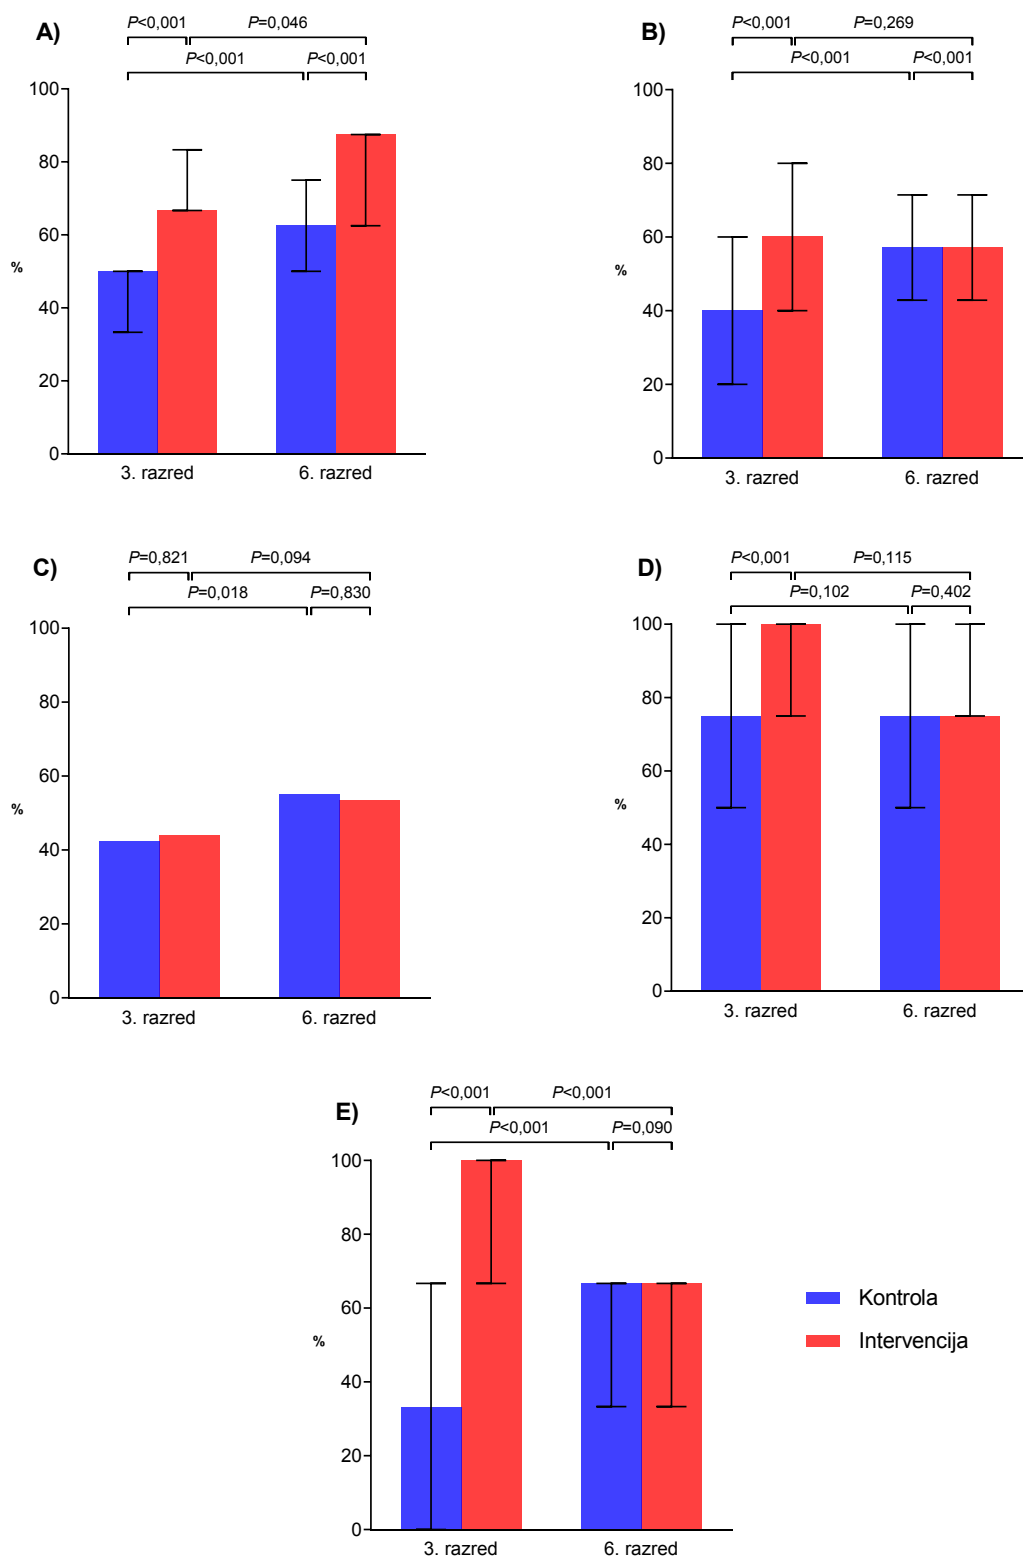 A)
P<0,001 P=0,046
P<0,001 P<0,001
100
80
60
%
40
20
0
3. razred 6. razred
B)
P<0,001 P=0,269
P<0,001 P<0,001
100
80
60
%
40
20
0
3. razred 6. razred
C)
P=0,821 P=0,094
P=0,018 P=0,830
100
80
60
%
40
20
0
3. razred 6. razred
D)
P<0,001 P=0,115
P=0,102 P=0,402
100
80
60
%
40
20
0
3. razred 6. razred
E)
P<0,001 P<0,001
P<0,001 P=0,090
100
80
60
%
40
20
0
3. razred 6. razred
Kontrola
Intervencija